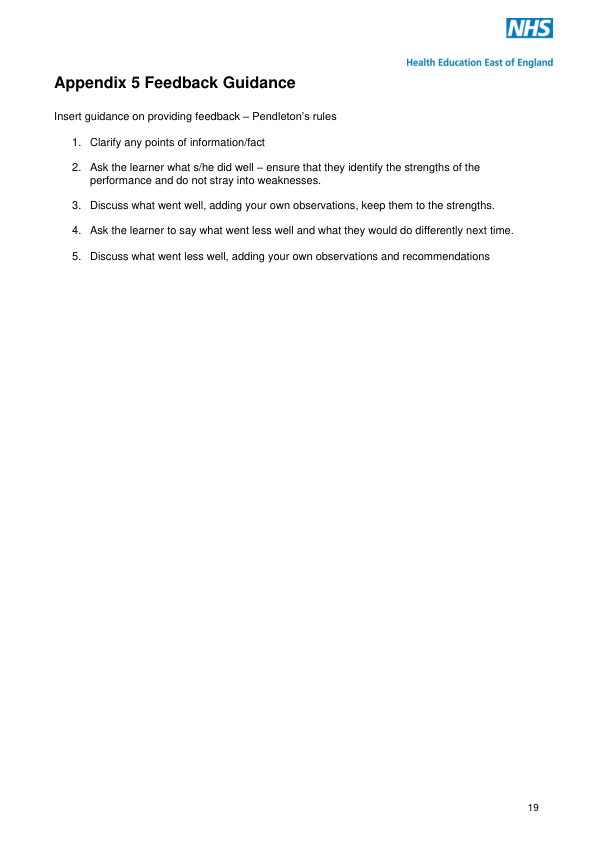 NHS
Health Education East of England
Appendix 5 Feedback Guidance
Insert guidance on providing feedback – Pendleton’s rules
1. Clarify any points of information/fact
2. Ask the learner what s/he did well – ensure that they identify the strengths of the
performance and do not stray into weaknesses.
3. Discuss what went well, adding your own observations, keep them to the strengths.
4. Ask the learner to say what went less well and what they would do differently next time.
5. Discuss what went less well, adding your own observations and recommendations
19